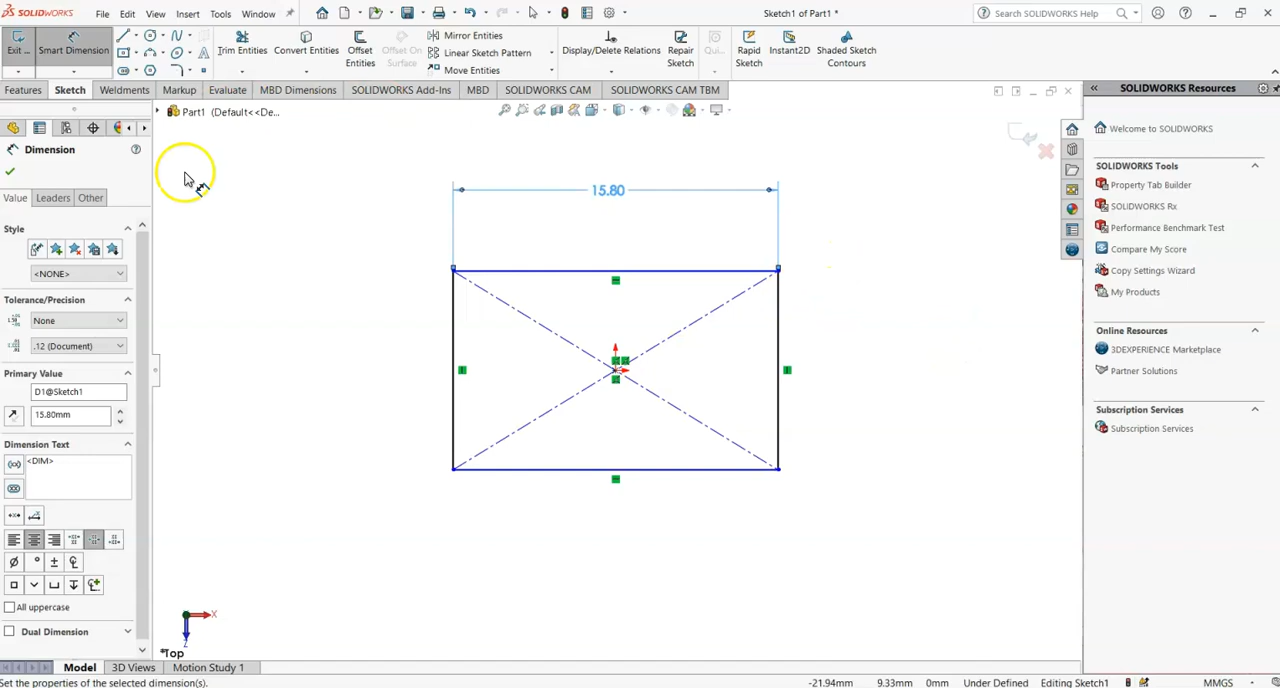 SOLIDWORKS File Edit View Insert Tools Window Sketch1 of Part1 * Search SOLIDWORKS Help
Exit ... Smart Dimension Trim Entities Convert Entities Offset Entities Offset On Surface Mirror Entities Linear Sketch Pattern Move Entities Display/Delete Relations Repair Sketch Qui... Rapid Sketch Instant2D Shaded Sketch Contours
Features Sketch Weldments Markup Evaluate MBD Dimensions SOLIDWORKS Add-Ins MBD SOLIDWORKS CAM SOLIDWORKS CAM TBM
Part1 (Default<<De...
Dimension
Value Leaders Other
Style
<NONE>
Tolerance/Precision
None
.12 (Document)
Primary Value
D1@Sketch1
15.80mm
Dimension Text
<DIM>
All uppercase
Dual Dimension
15.80
X
Z
*Top
SOLIDWORKS Resources
Welcome to SOLIDWORKS
SOLIDWORKS Tools
Property Tab Builder
SOLIDWORKS Rx
Performance Benchmark Test
Compare My Score
Copy Settings Wizard
My Products
Online Resources
3DEXPERIENCE Marketplace
Partner Solutions
Subscription Services
Subscription Services
Model 3D Views Motion Study 1
Set the properties of the selected dimension(s). -21.94mm 9.33mm 0mm Under Defined Editing Sketch1 MMGS